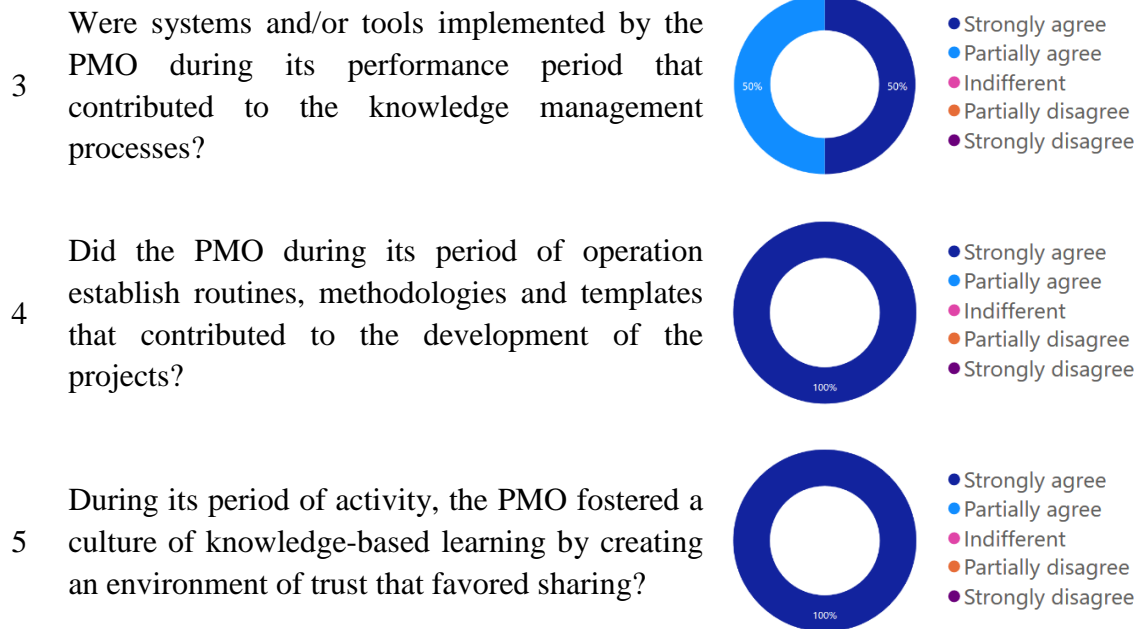 3
Were systems and/or tools implemented by the
PMO during its performance period that
contributed to the knowledge management
processes?
50%
50%
Strongly agree
Partially agree
Indifferent
Partially disagree
Strongly disagree
4
Did the PMO during its period of operation
establish routines, methodologies and templates
that contributed to the development of the
projects?
100%
Strongly agree
Partially agree
Indifferent
Partially disagree
Strongly disagree
5
During its period of activity, the PMO fostered a
culture of knowledge-based learning by creating
an environment of trust that favored sharing?
100%
Strongly agree
Partially agree
Indifferent
Partially disagree
Strongly disagree